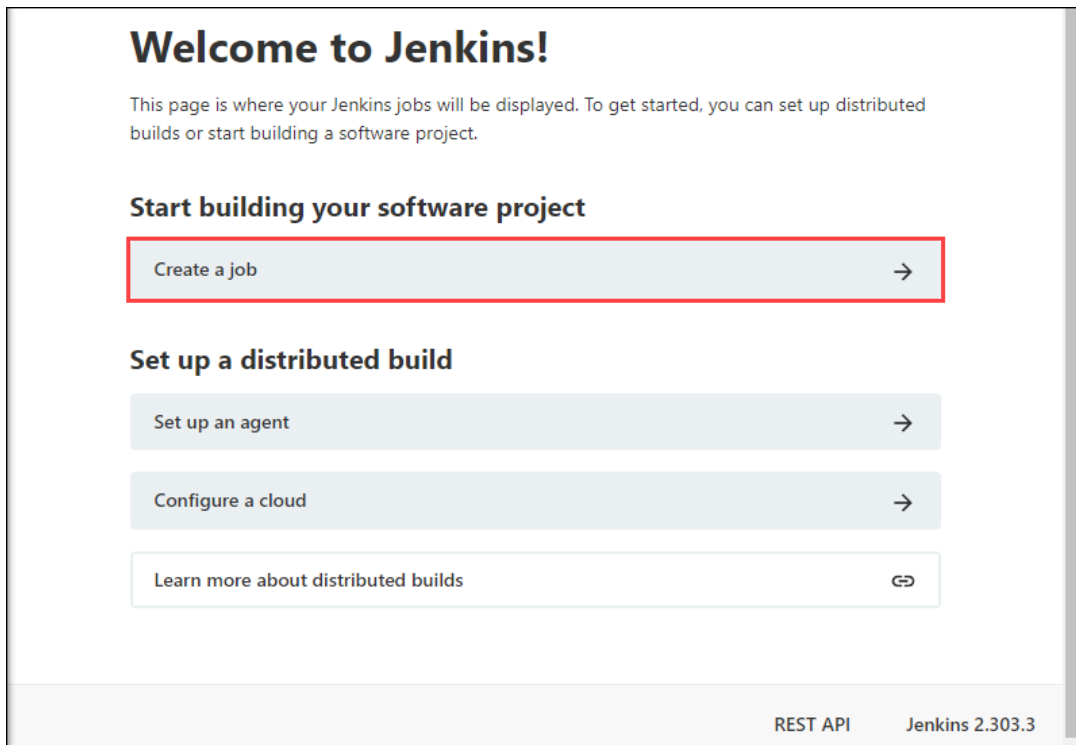 Welcome to Jenkins!
This page is where your Jenkins jobs will be displayed. To get started, you can set up distributed
builds or start building a software project.
Start building your software project
Create a job
Set up a distributed build
Set up an agent
Configure a cloud
Learn more about distributed builds
REST API Jenkins 2.303.3